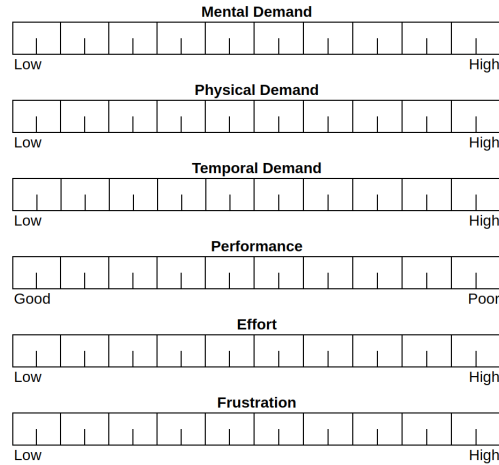 Mental Demand
Low High
Physical Demand
Low High
Temporal Demand
Low High
Performance
Good Poor
Effort
Low High
Frustration
Low High